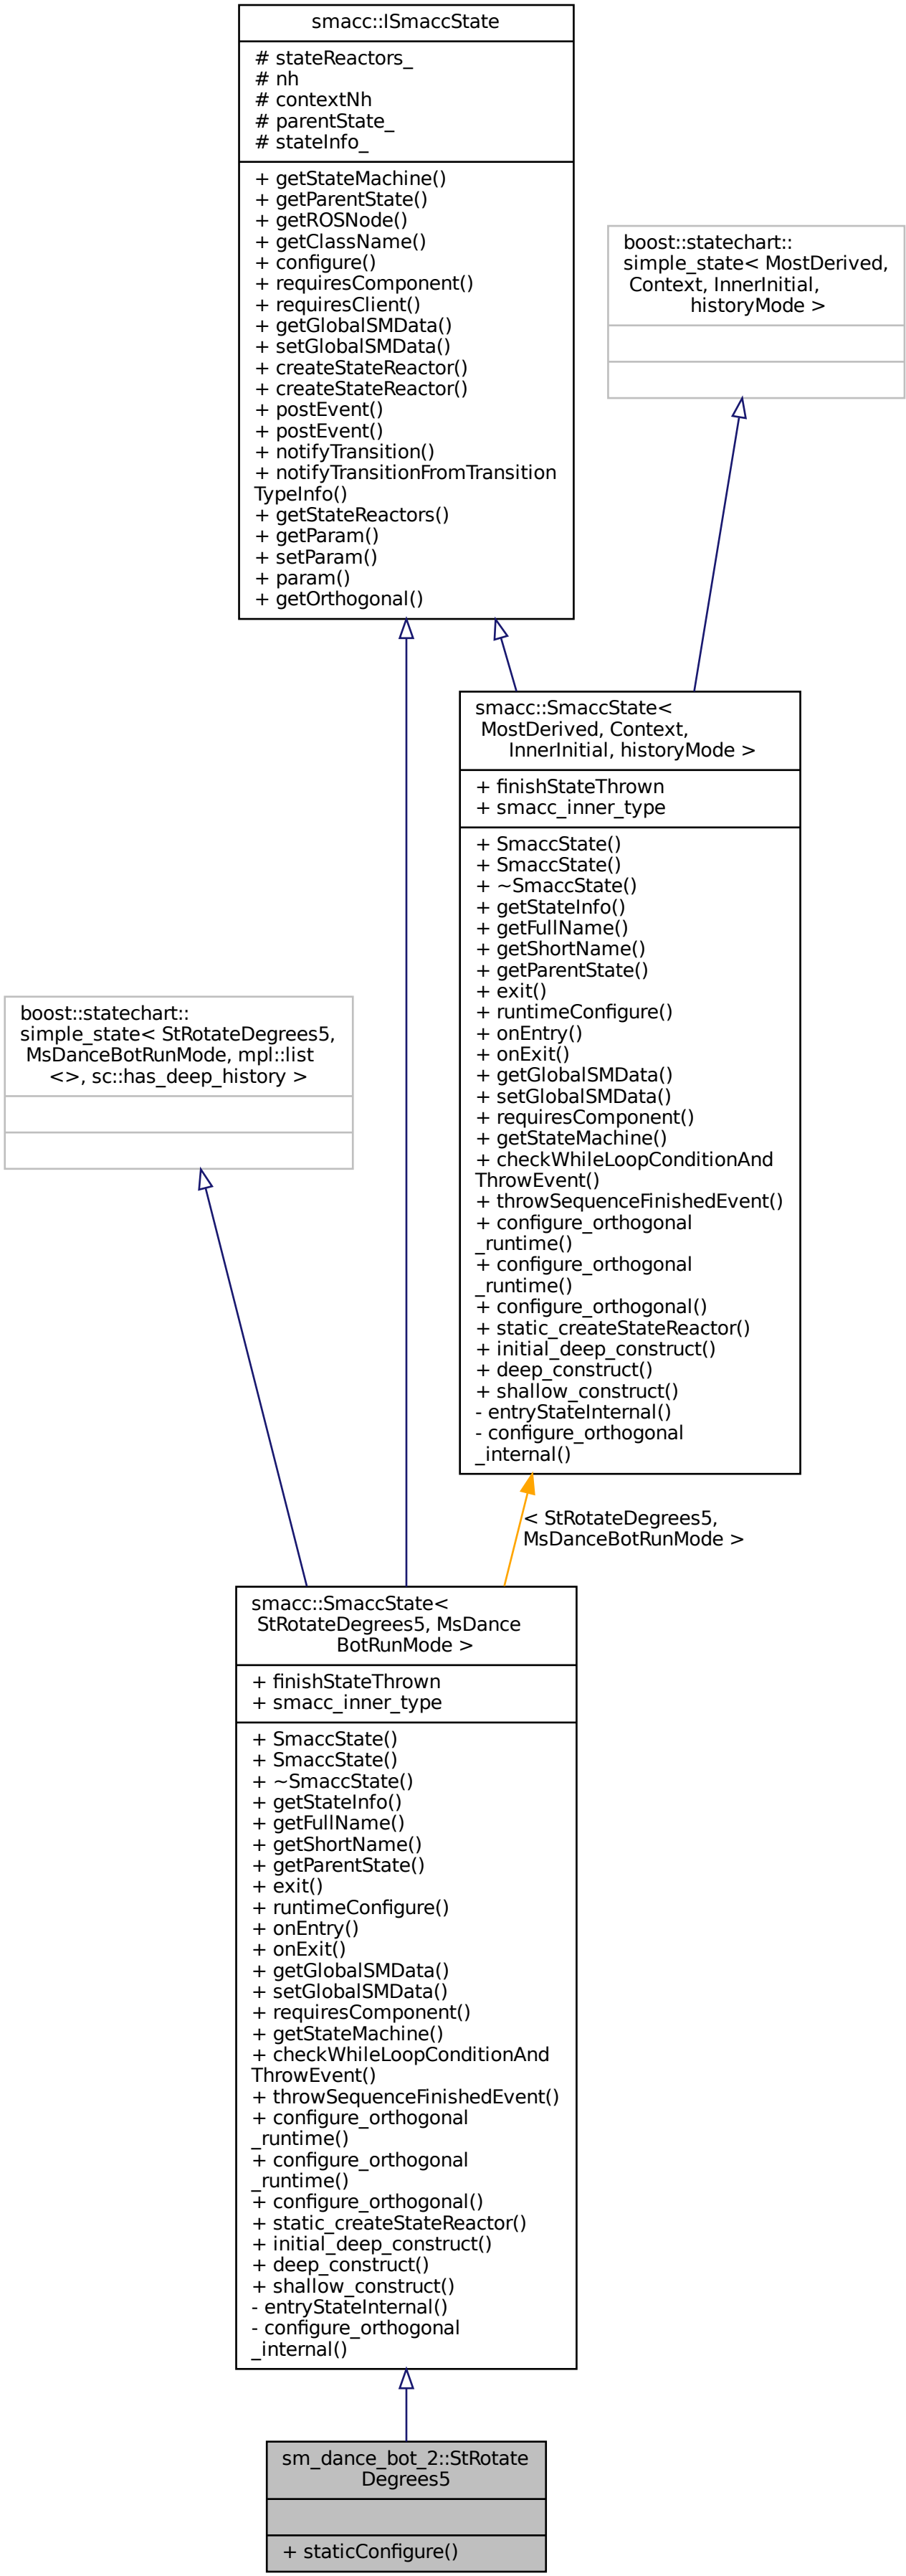 smacc::ISmaccState
# stateReactors_
# nh
# contextNh
# parentState_
# stateInfo_
+ getStateMachine()
+ getParentState()
+ getROSNode()
+ getClassName()
+ configure()
+ requiresComponent()
+ requiresClient()
+ getGlobalSMData()
+ setGlobalSMData()
+ createStateReactor()
+ createStateReactor()
+ postEvent()
+ postEvent()
+ notifyTransition()
+ notifyTransitionFromTransition
TypeInfo()
+ getStateReactors()
+ getParam()
+ setParam()
+ param()
+ getOrthogonal()
boost::statechart::
simple_state< MostDerived,
Context, InnerInitial,
historyMode >
smacc::SmaccState<
MostDerived, Context,
InnerInitial, historyMode >
+ finishStateThrown
+ smacc_inner_type
+ SmaccState()
+ SmaccState()
+ ~SmaccState()
+ getStateInfo()
+ getFullName()
+ getShortName()
+ getParentState()
+ exit()
+ runtimeConfigure()
+ onEntry()
+ onExit()
+ getGlobalSMData()
+ setGlobalSMData()
+ requiresComponent()
+ getStateMachine()
+ checkWhileLoopConditionAnd
ThrowEvent()
+ throwSequenceFinishedEvent()
+ configure_orthogonal
_runtime()
+ configure_orthogonal
_runtime()
+ configure_orthogonal()
+ static_createStateReactor()
+ initial_deep_construct()
+ deep_construct()
+ shallow_construct()
- entryStateInternal()
- configure_orthogonal
_internal()
boost::statechart::
simple_state< StRotateDegrees5,
MsDanceBotRunMode, mpl::list
<>, sc::has_deep_history >
< StRotateDegrees5,
MsDanceBotRunMode >
smacc::SmaccState<
StRotateDegrees5, MsDance
BotRunMode >
+ finishStateThrown
+ smacc_inner_type
+ SmaccState()
+ SmaccState()
+ ~SmaccState()
+ getStateInfo()
+ getFullName()
+ getShortName()
+ getParentState()
+ exit()
+ runtimeConfigure()
+ onEntry()
+ onExit()
+ getGlobalSMData()
+ setGlobalSMData()
+ requiresComponent()
+ getStateMachine()
+ checkWhileLoopConditionAnd
ThrowEvent()
+ throwSequenceFinishedEvent()
+ configure_orthogonal
_runtime()
+ configure_orthogonal
_runtime()
+ configure_orthogonal()
+ static_createStateReactor()
+ initial_deep_construct()
+ deep_construct()
+ shallow_construct()
- entryStateInternal()
- configure_orthogonal
_internal()
sm_dance_bot_2::StRotate
Degrees5
+ staticConfigure()